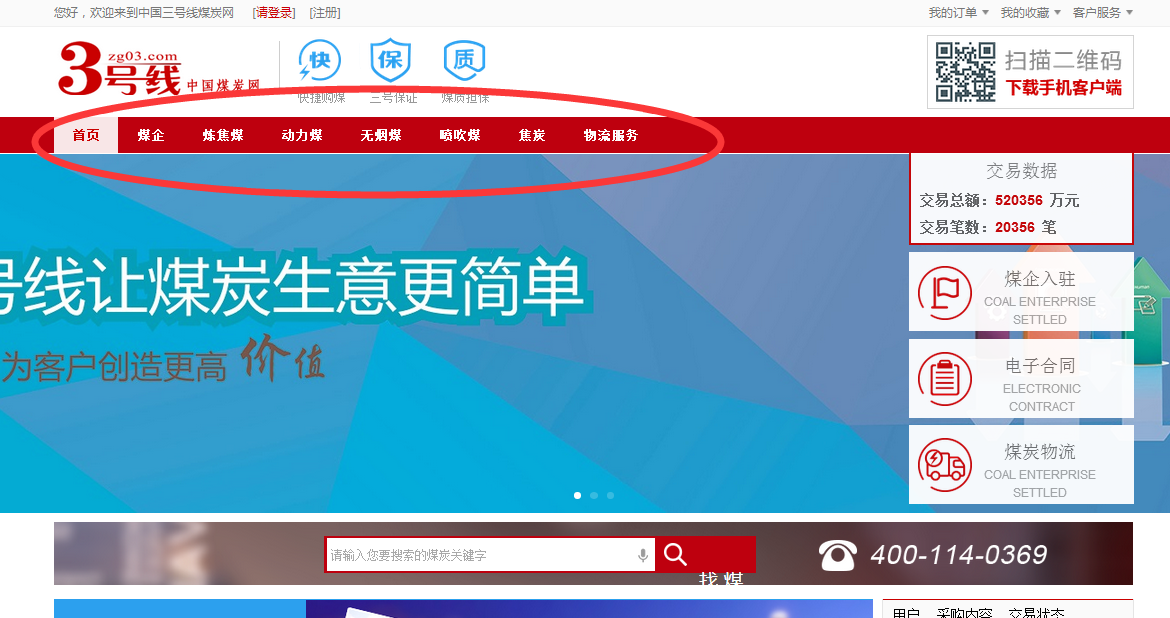 您好，欢迎来到中国三号线煤炭网 [请登录] [注册] 我的订单 我的收藏 客户服务
3号线 zg03.com 中国煤炭网
快 保 质
快捷购煤 三号保证 煤质担保
扫描二维码
下载手机客户端
首页 煤企 炼焦煤 动力煤 无烟煤 喷吹煤 焦炭 物流服务
交易数据
交易总额：520356 万元
交易笔数：20356 笔
号线让煤炭生意更简单
为客户创造更高价值
煤企入驻
COAL ENTERPRISE
SETTLED
电子合同
ELECTRONIC
CONTRACT
煤炭物流
COAL ENTERPRISE
SETTLED
请输入您要搜索的煤炭关键字
找煤
400-114-0369
用户 采购内容 交易状态